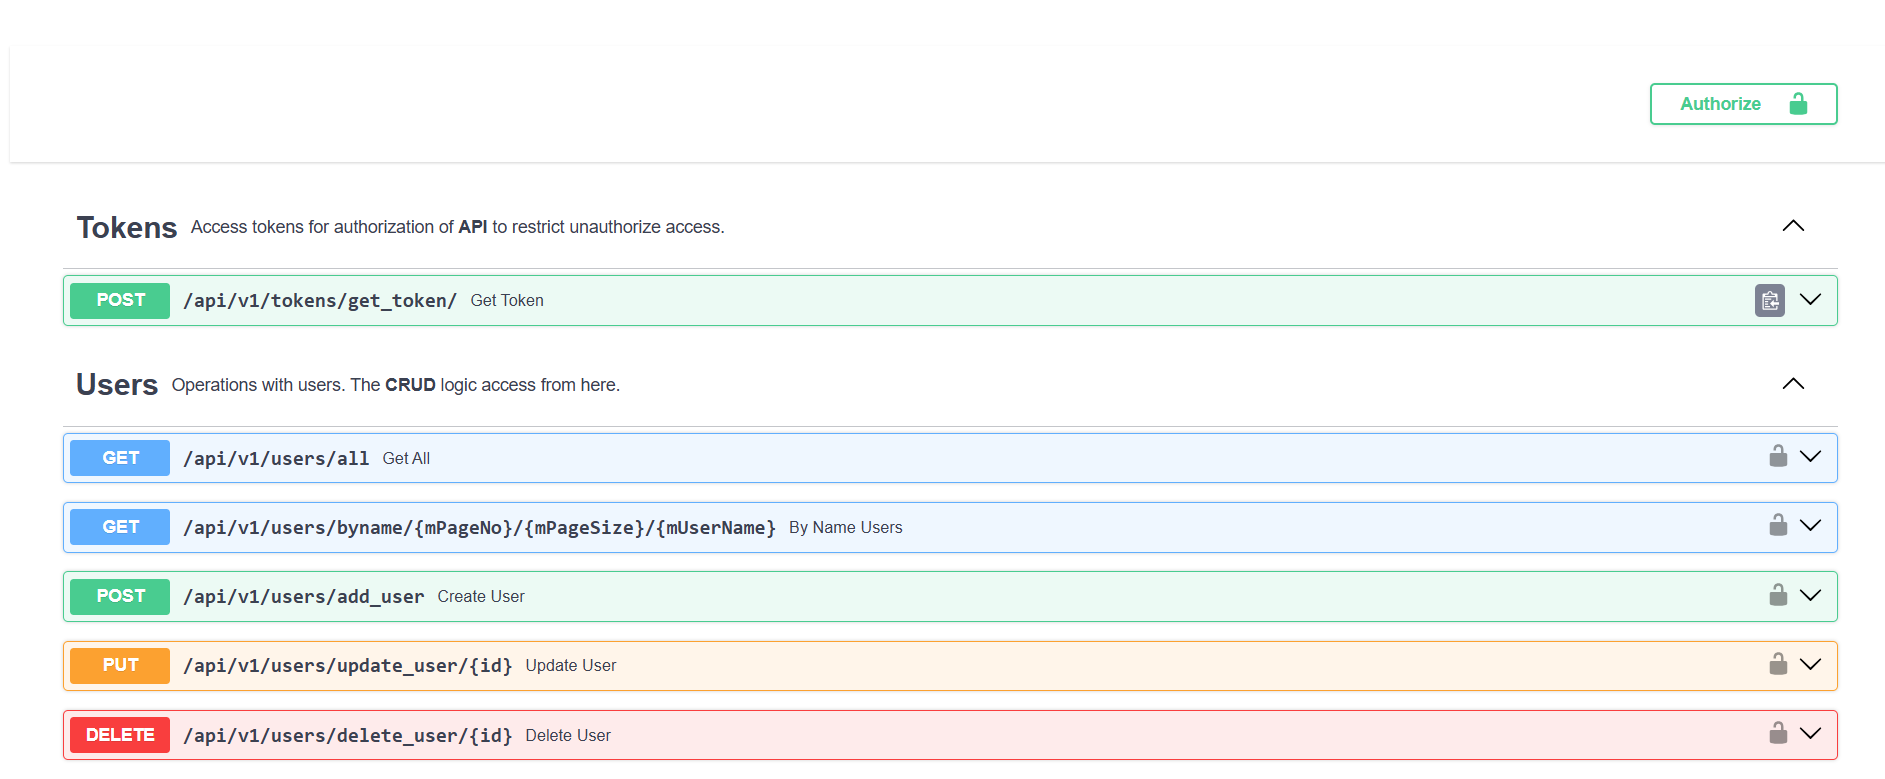 Authorize
Tokens Access tokens for authorization of API to restrict unauthorize access.
POST /api/v1/tokens/get_token/ Get Token
Users Operations with users. The CRUD logic access from here.
GET /api/v1/users/all Get All
GET /api/v1/users/byname/{mPageNo}/{mPageSize}/{mUserName} By Name Users
POST /api/v1/users/add_user Create User
PUT /api/v1/users/update_user/{id} Update User
DELETE /api/v1/users/delete_user/{id} Delete User